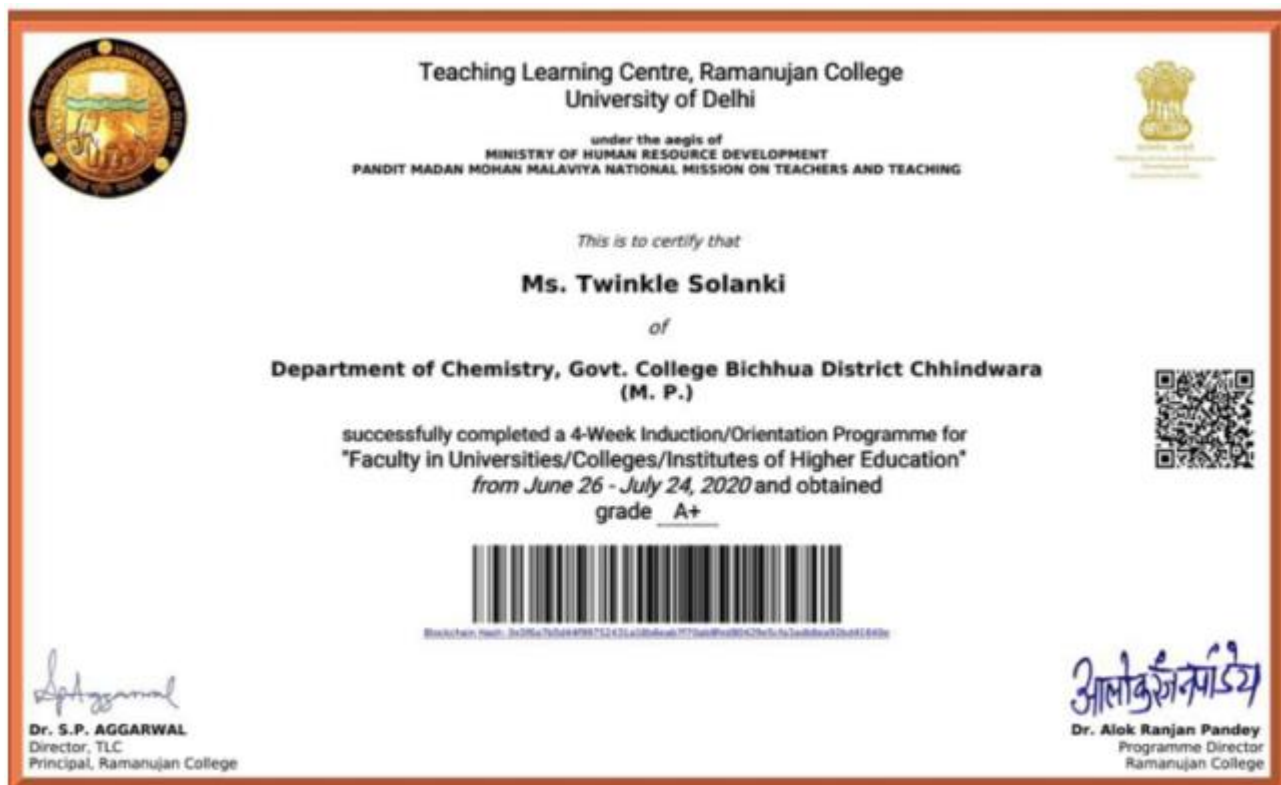 Teaching Learning Centre, Ramanujan College
University of Delhi
under the aegis of
MINISTRY OF HUMAN RESOURCE DEVELOPMENT
PANDIT MADAN MOHAN MALAVIYA NATIONAL MISSION ON TEACHERS AND TEACHING
This is to certify that
Ms. Twinkle Solanki
of
Department of Chemistry, Govt. College Bichhua District Chhindwara
(M. P.)
successfully completed a 4-Week Induction/Orientation Programme for
"Faculty in Universities/Colleges/Institutes of Higher Education"
from June 26 - July 24, 2020 and obtained
grade A+
Blockchain Hash:
SpAggarwal
Dr. S.P. AGGARWAL
Director, TLC
Principal, Ramanujan College
आलोक रंजन पांडेय
Dr. Alok Ranjan Pandey
Programme Director
Ramanujan College